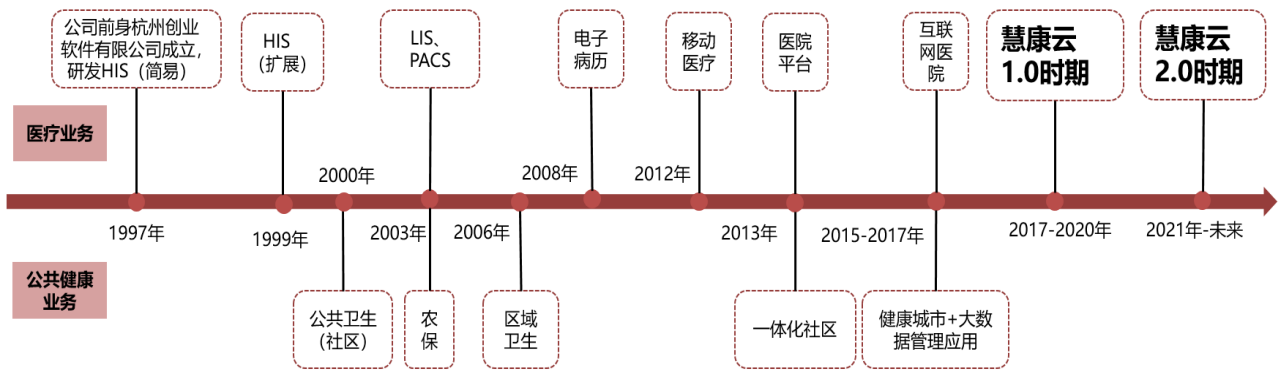 公司前身杭州创业
软件有限公司成立，
研发HIS（简易）
HIS
（扩展）
LIS、
PACS
电子
病历
移动
医疗
医院
平台
互联
网医
院
慧康云
1.0时期
慧康云
2.0时期
医疗业务
1997年
1999年
2000年
2003年
2006年
2008年
2012年
2013年
2015-2017年
2017-2020年
2021年-未来
公共健康
业务
公共卫生
（社区）
农
保
区域
卫生
一体化社区
健康城市+大数
据管理应用